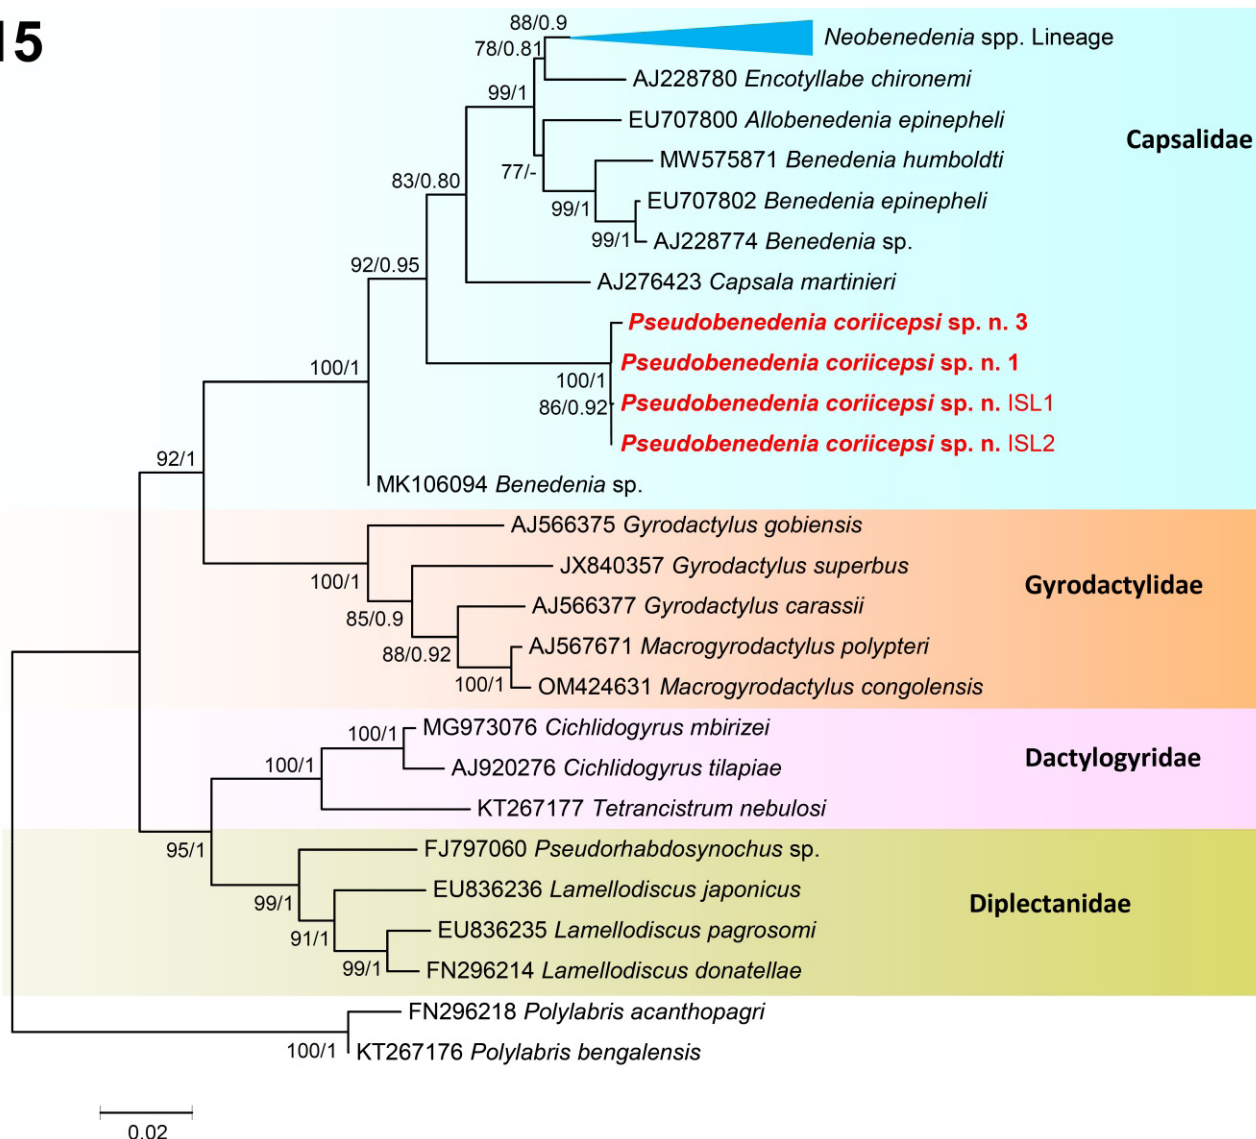 15
88/0.9
Neobenedenia spp. Lineage
78/0.81
AJ228780 Encotyllabe chironemi
99/1
EU707800 Allobenedenia epinepheli
Capsalidae
MW575871 Benedenia humboldti
77/-
83/0.80
EU707802 Benedenia epinepheli
99/1
AJ228774 Benedenia sp.
99/1
92/0.95
AJ276423 Capsala martinieri
Pseudobenedenia coriicepsi sp. n. 3
Pseudobenedenia coriicepsi sp. n. 1
100/1
100/1
86/0.92
Pseudobenedenia coriicepsi sp. n. ISL1
Pseudobenedenia coriicepsi sp. n. ISL2
92/1
MK106094 Benedenia sp.
AJ566375 Gyrodactylus gobiensis
JX840357 Gyrodactylus superbus
100/1
Gyrodactylidae
AJ566377 Gyrodactylus carassii
85/0.9
AJ567671 Macrogyrodactylus polypteri
88/0.92
OM424631 Macrogyrodactylus congolensis
100/1
MG973076 Cichlidogyrus mbirizei
100/1
Dactylogyridae
AJ920276 Cichlidogyrus tilapiae
100/1
KT267177 Tetrancistrum nebulosi
95/1
FJ797060 Pseudorhabdosynochus sp.
EU836236 Lamellodiscus japonicus
99/1
Diplectanidae
EU836235 Lamellodiscus pagrosomi
91/1
FN296214 Lamellodiscus donatellae
99/1
FN296218 Polylabris acanthopagri
100/1
KT267176 Polylabris bengalensis
0.02